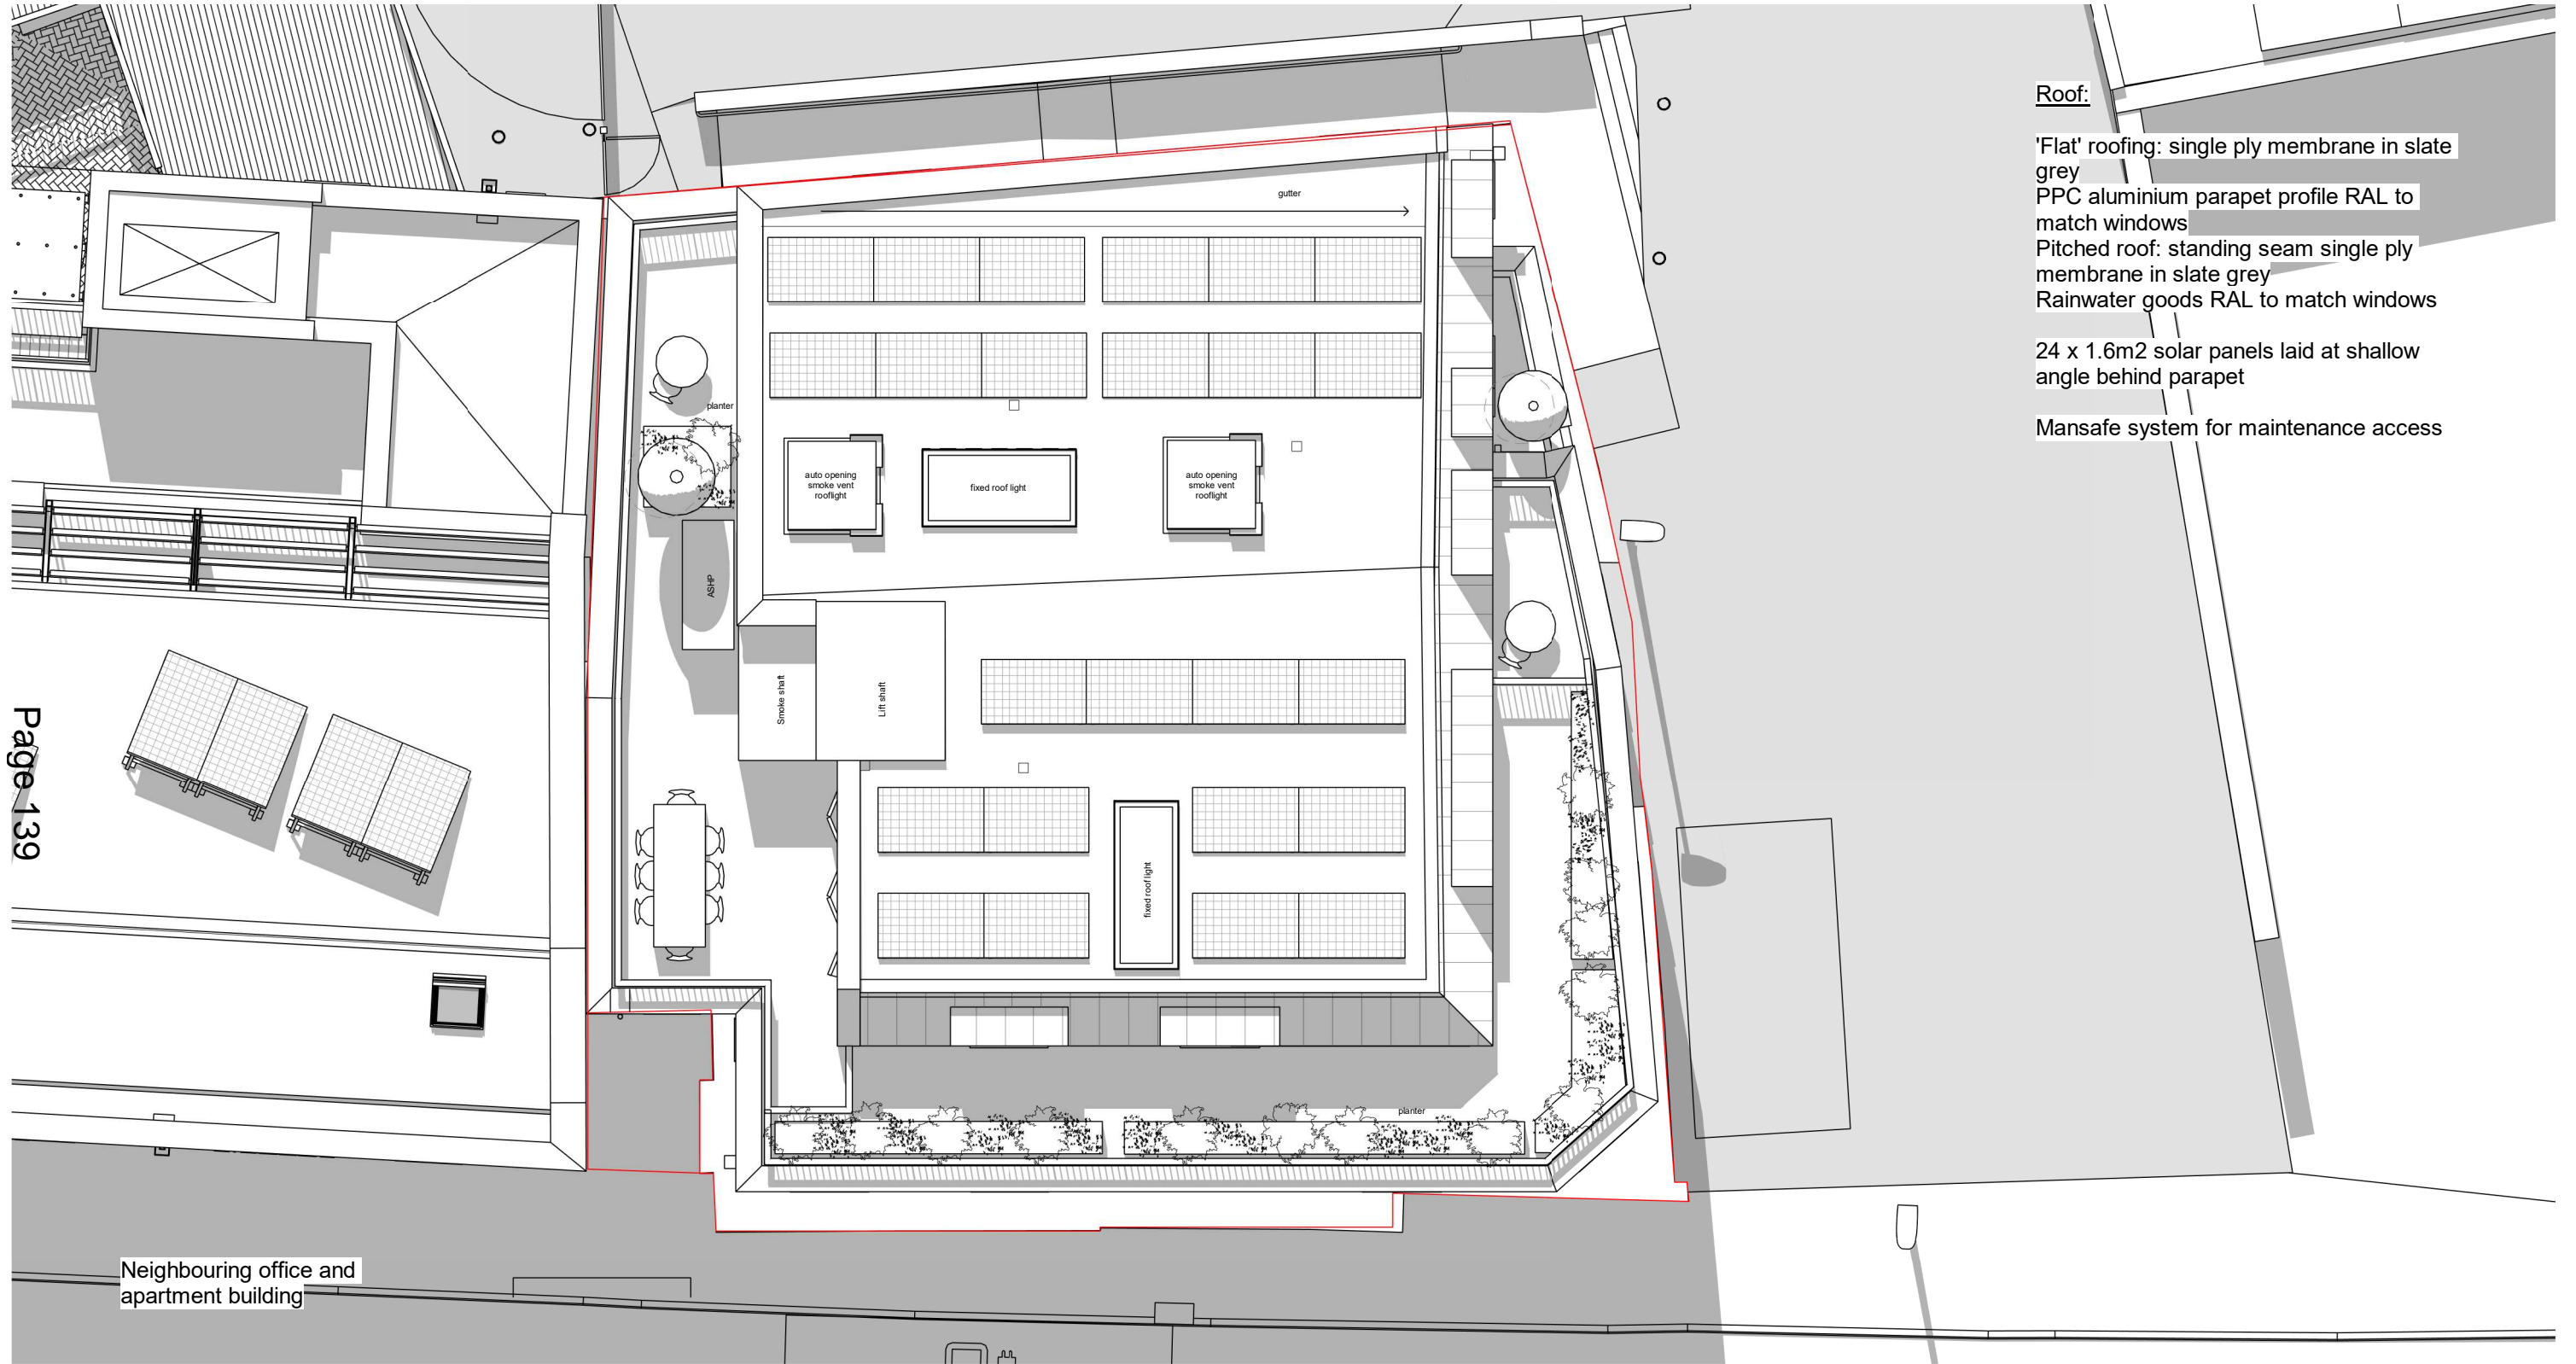 Roof:
'Flat' roofing: single ply membrane in slate
grey
PPC aluminium parapet profile RAL to
match windows
Pitched roof: standing seam single ply
membrane in slate grey
Rainwater goods RAL to match windows
24 x 1.6m2 solar panels laid at shallow
angle behind parapet
Mansafe system for maintenance access
gutter
planter
auto opening
smoke vent
rooflight
fixed roof light
auto opening
smoke vent
rooflight
ASHP
Smoke shaft
Lift shaft
fixed roof light
planter
Page 139
Neighbouring office and
apartment building